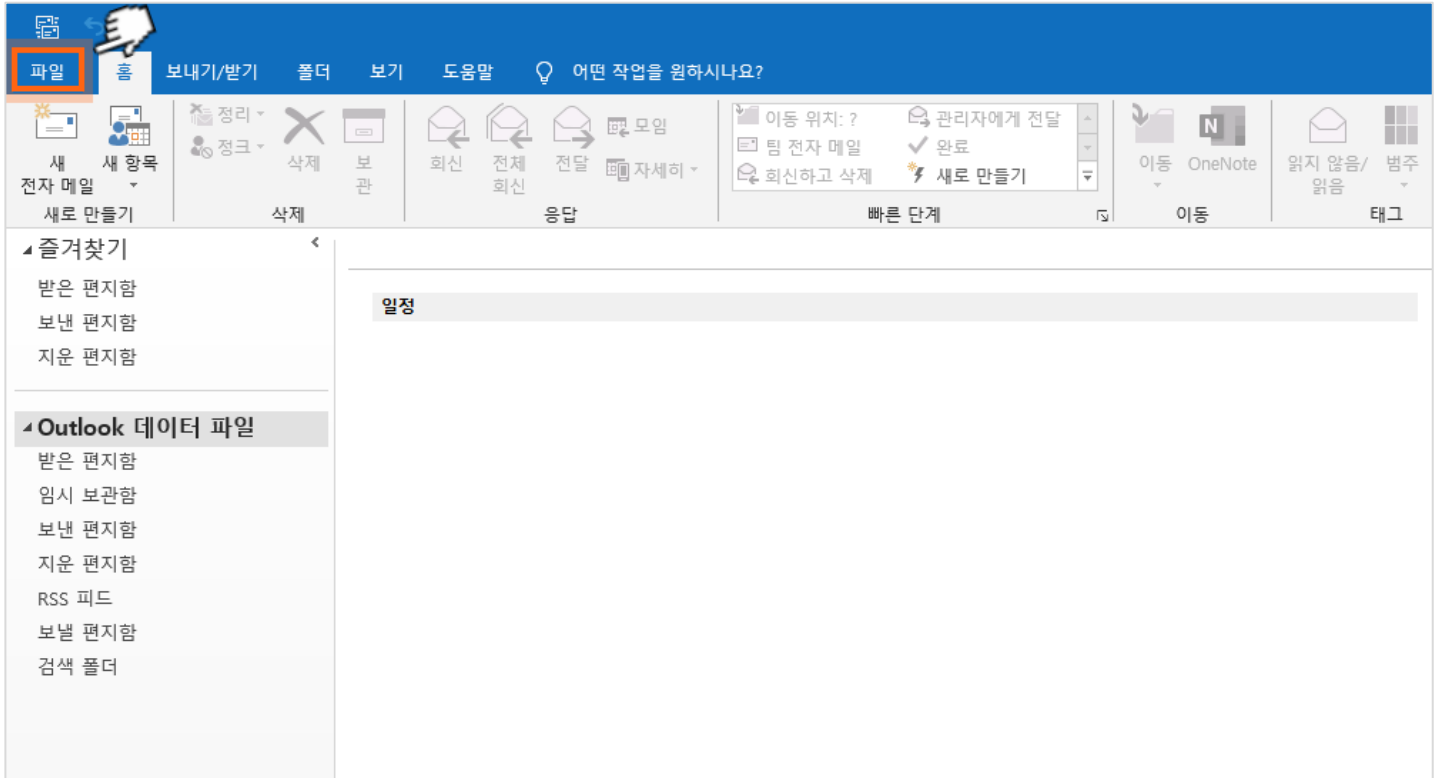 파일 홈 보내기/받기 폴더 보기 도움말 어떤 작업을 원하시나요?
새
전자 메일
새 항목
새로 만들기
정리
정크
삭제
보
관
삭제
회신
전체
회신
전달
모임
자세히
응답
이동 위치: ?
팀 전자 메일
회신하고 삭제
관리자에게 전달
완료
새로 만들기
빠른 단계
이동
OneNote
이동
읽지 않음/
읽음
범주
태그
즐겨찾기
받은 편지함
보낸 편지함
지운 편지함
Outlook 데이터 파일
받은 편지함
임시 보관함
보낸 편지함
지운 편지함
RSS 피드
보낼 편지함
검색 폴더
일정